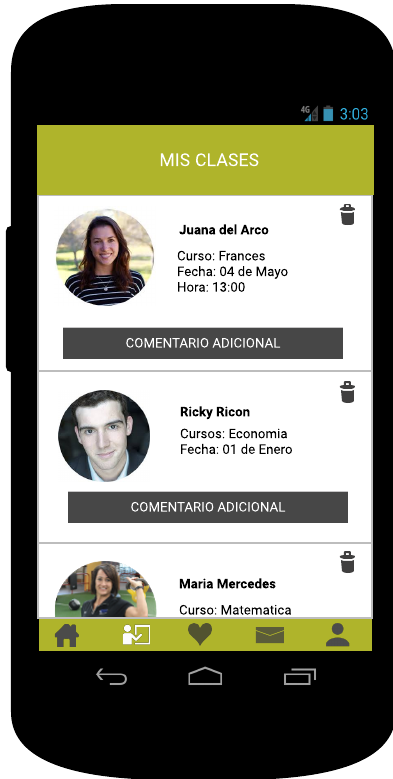 4G 3:03
MIS CLASES
Juana del Arco
Curso: Frances
Fecha: 04 de Mayo
Hora: 13:00
COMENTARIO ADICIONAL
Ricky Ricon
Cursos: Economia
Fecha: 01 de Enero
COMENTARIO ADICIONAL
Maria Mercedes
Curso: Matematica